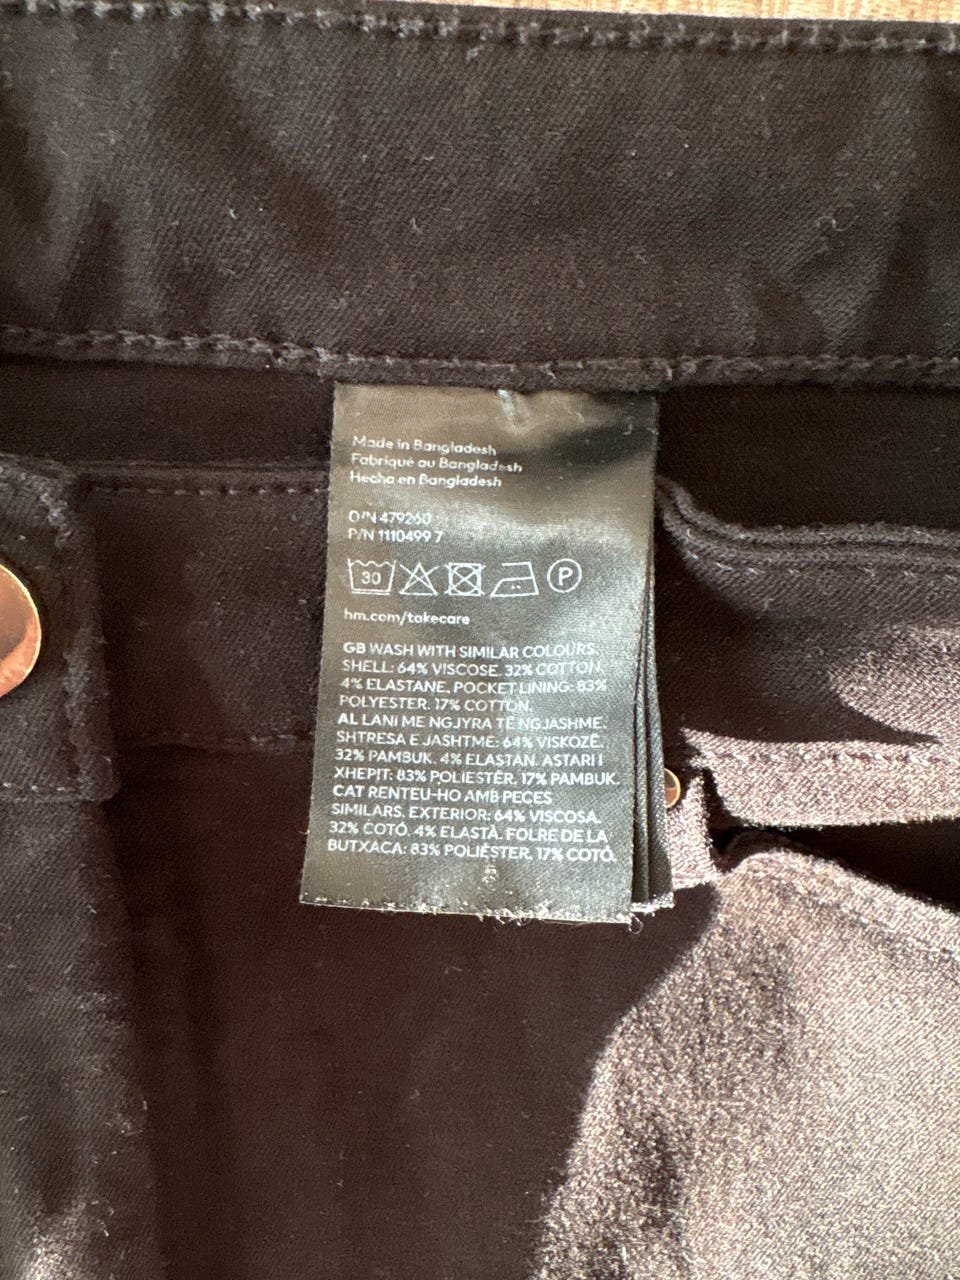 Made in Bangladesh
Fabriqué au Bangladesh
Hecho en Bangladesh
O/N 479260
P/N 1110499 7
30 P
hm.com/takecare
GB WASH WITH SIMILAR COLOURS.
SHELL: 64% VISCOSE. 32% COTTON.
4% ELASTANE. POCKET LINING: 83%
POLYESTER. 17% COTTON.
AL LANI ME NGJYRA TË NGJASHME.
SHTRESA E JASHTME: 64% VISKOZË.
32% PAMBUK. 4% ELASTAN. ASTARI I
XHEPIT: 83% POLIESTËR. 17% PAMBUK.
CAT RENTEU-HO AMB PECES
SIMILARS. EXTERIOR: 64% VISCOSA.
32% COTÓ. 4% ELASTÀ. FOLRE DE LA
BUTXACA: 83% POLIÈSTER. 17% COTÓ.